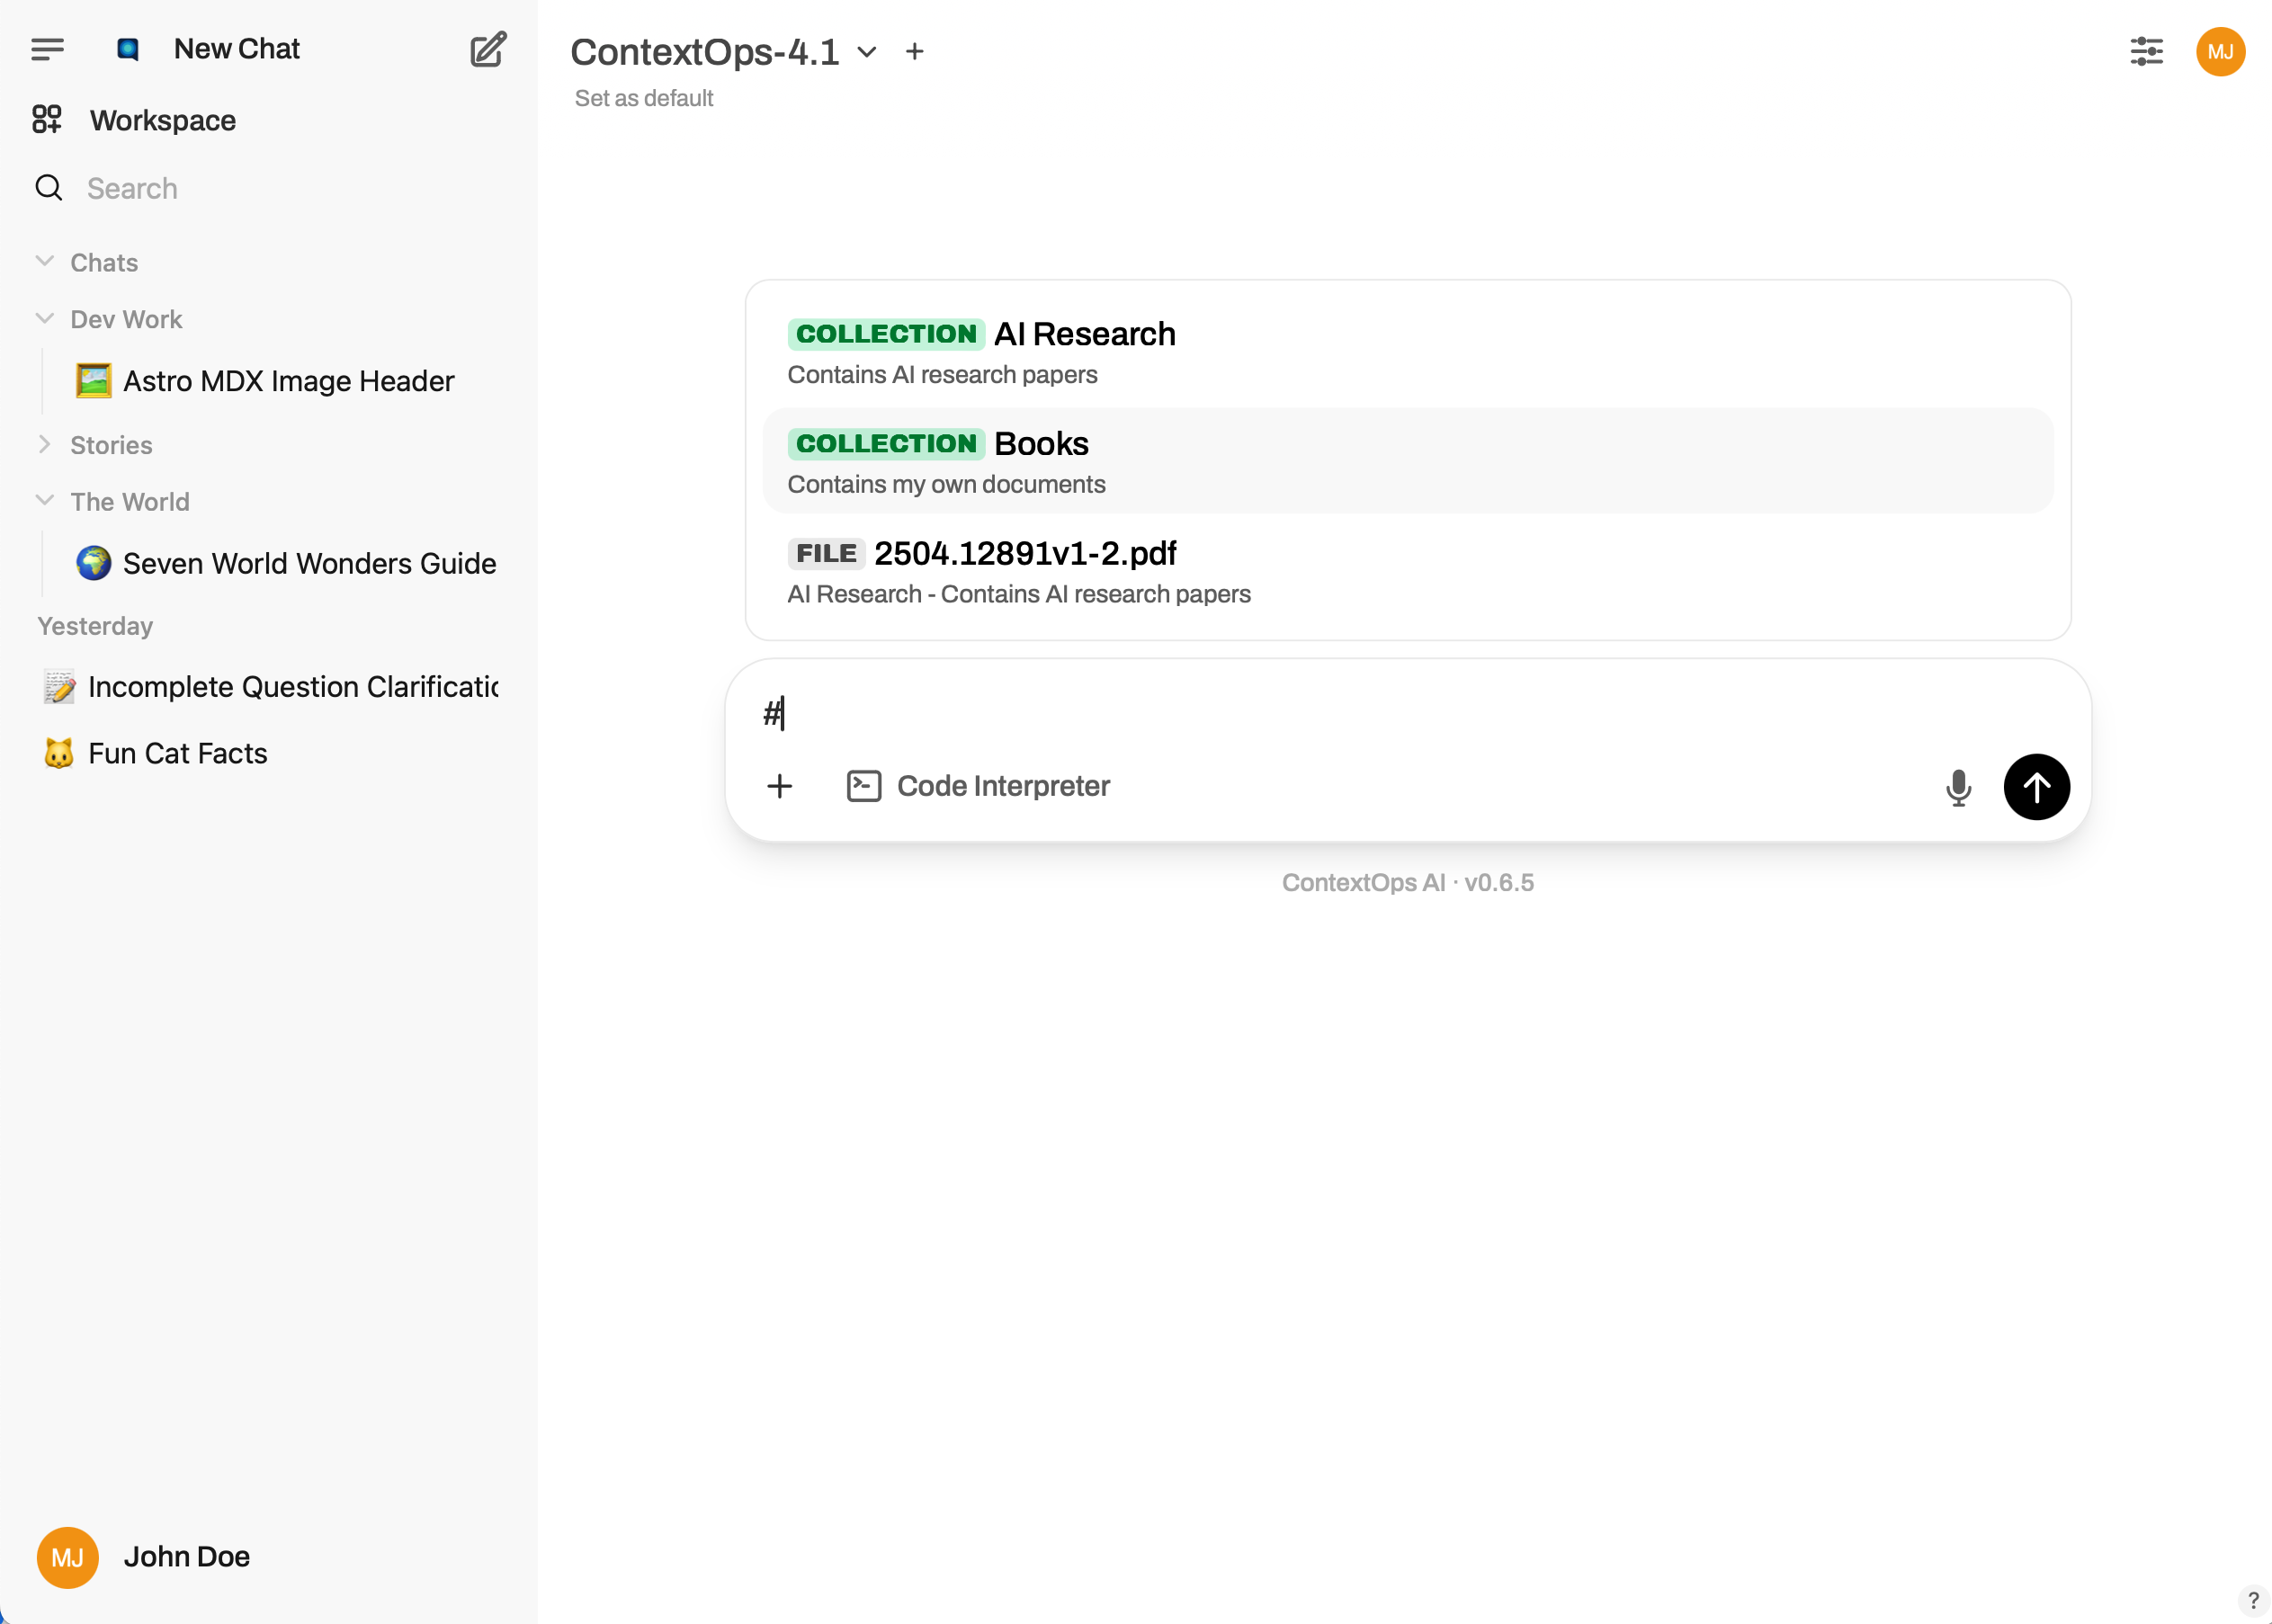 New Chat
Workspace
Search
Chats
Dev Work
Astro MDX Image Header
Stories
The World
Seven World Wonders Guide
Yesterday
Incomplete Question Clarificatic
Fun Cat Facts
MJ John Doe
ContextOps-4.1
Set as default
MJ
COLLECTION AI Research
Contains AI research papers
COLLECTION Books
Contains my own documents
FILE 2504.12891v1-2.pdf
AI Research - Contains AI research papers
#
Code Interpreter
ContextOps AI · v0.6.5
?